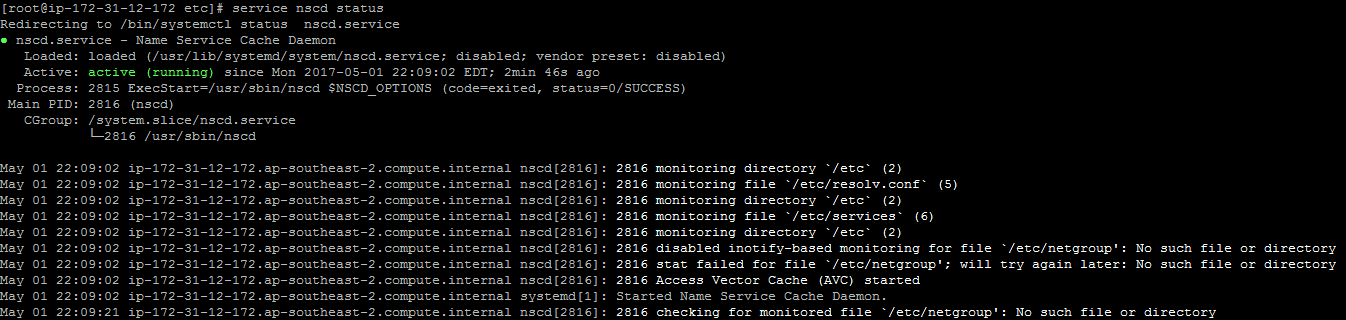 [root@ip-172-31-12-172 etc]# service nscd status
Redirecting to /bin/systemctl status  nscd.service
● nscd.service - Name Service Cache Daemon
   Loaded: loaded (/usr/lib/systemd/system/nscd.service; disabled; vendor preset: disabled)
   Active: active (running) since Mon 2017-05-01 22:09:02 EDT; 2min 46s ago
  Process: 2815 ExecStart=/usr/sbin/nscd $NSCD_OPTIONS (code=exited, status=0/SUCCESS)
 Main PID: 2816 (nscd)
   CGroup: /system.slice/nscd.service
           └─2816 /usr/sbin/nscd
May 01 22:09:02 ip-172-31-12-172.ap-southeast-2.compute.internal nscd[2816]: 2816 monitoring directory `/etc` (2)
May 01 22:09:02 ip-172-31-12-172.ap-southeast-2.compute.internal nscd[2816]: 2816 monitoring file `/etc/resolv.conf` (5)
May 01 22:09:02 ip-172-31-12-172.ap-southeast-2.compute.internal nscd[2816]: 2816 monitoring directory `/etc` (2)
May 01 22:09:02 ip-172-31-12-172.ap-southeast-2.compute.internal nscd[2816]: 2816 monitoring file `/etc/services` (6)
May 01 22:09:02 ip-172-31-12-172.ap-southeast-2.compute.internal nscd[2816]: 2816 monitoring directory `/etc` (2)
May 01 22:09:02 ip-172-31-12-172.ap-southeast-2.compute.internal nscd[2816]: 2816 disabled inotify-based monitoring for file `/etc/netgroup': No such file or directory
May 01 22:09:02 ip-172-31-12-172.ap-southeast-2.compute.internal nscd[2816]: 2816 stat failed for file `/etc/netgroup'; will try again later: No such file or directory
May 01 22:09:02 ip-172-31-12-172.ap-southeast-2.compute.internal nscd[2816]: 2816 Access Vector Cache (AVC) started
May 01 22:09:02 ip-172-31-12-172.ap-southeast-2.compute.internal systemd[1]: Started Name Service Cache Daemon.
May 01 22:09:21 ip-172-31-12-172.ap-southeast-2.compute.internal nscd[2816]: 2816 checking for monitored file `/etc/netgroup': No such file or directory